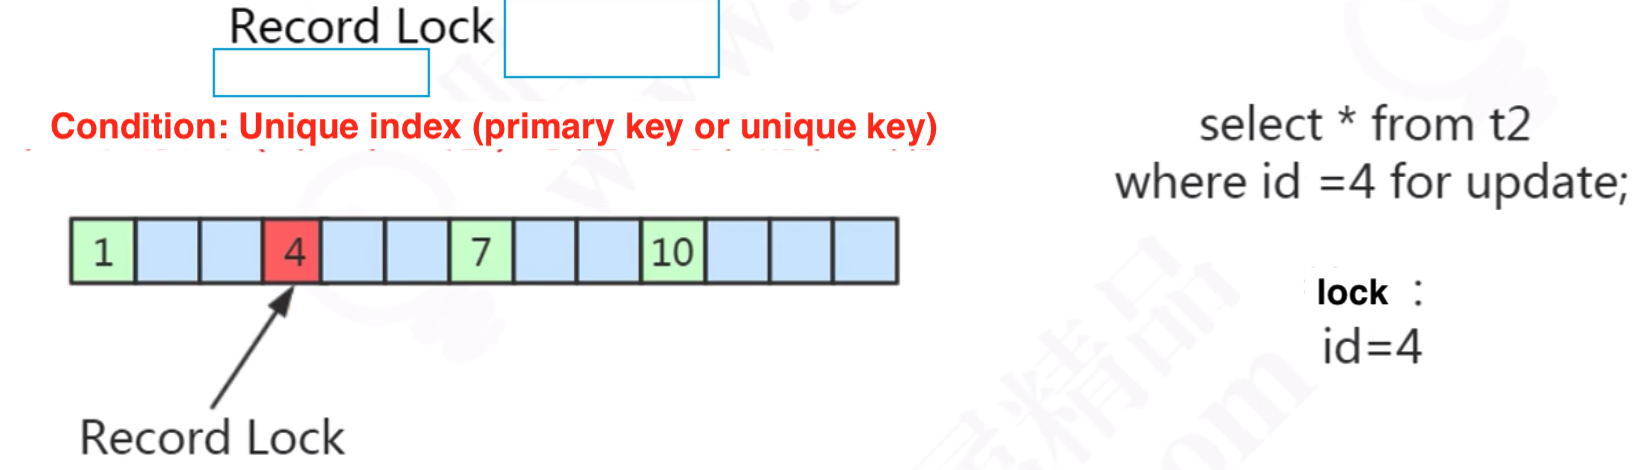 Record Lock
Condition: Unique index (primary key or unique key)
select * from t2
where id =4 for update;
1 4 7 10
lock :
id=4
Record Lock